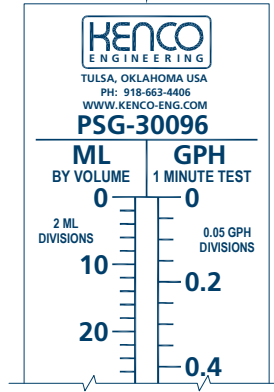 KENCO
ENGINEERING
TULSA, OKLAHOMA USA
PH: 918-663-4406
WWW.KENCO-ENG.COM
PSG-30096
ML GPH
BY VOLUME 1 MINUTE TEST
0 0
2 ML
DIVISIONS
0.05 GPH
DIVISIONS
10
0.2
20
0.4